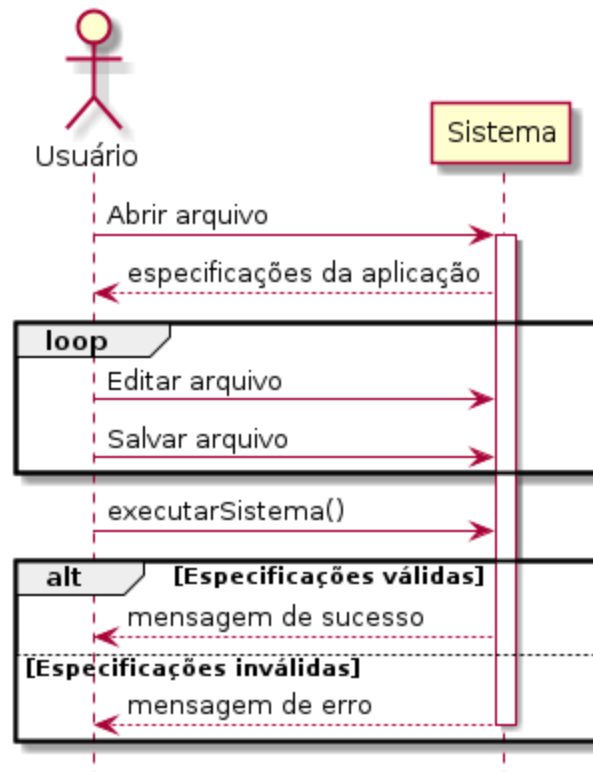 Usuário
Sistema
Abrir arquivo
especificações da aplicação
loop
Editar arquivo
Salvar arquivo
executarSistema()
alt [Especificações válidas]
mensagem de sucesso
[Especificações inválidas]
mensagem de erro